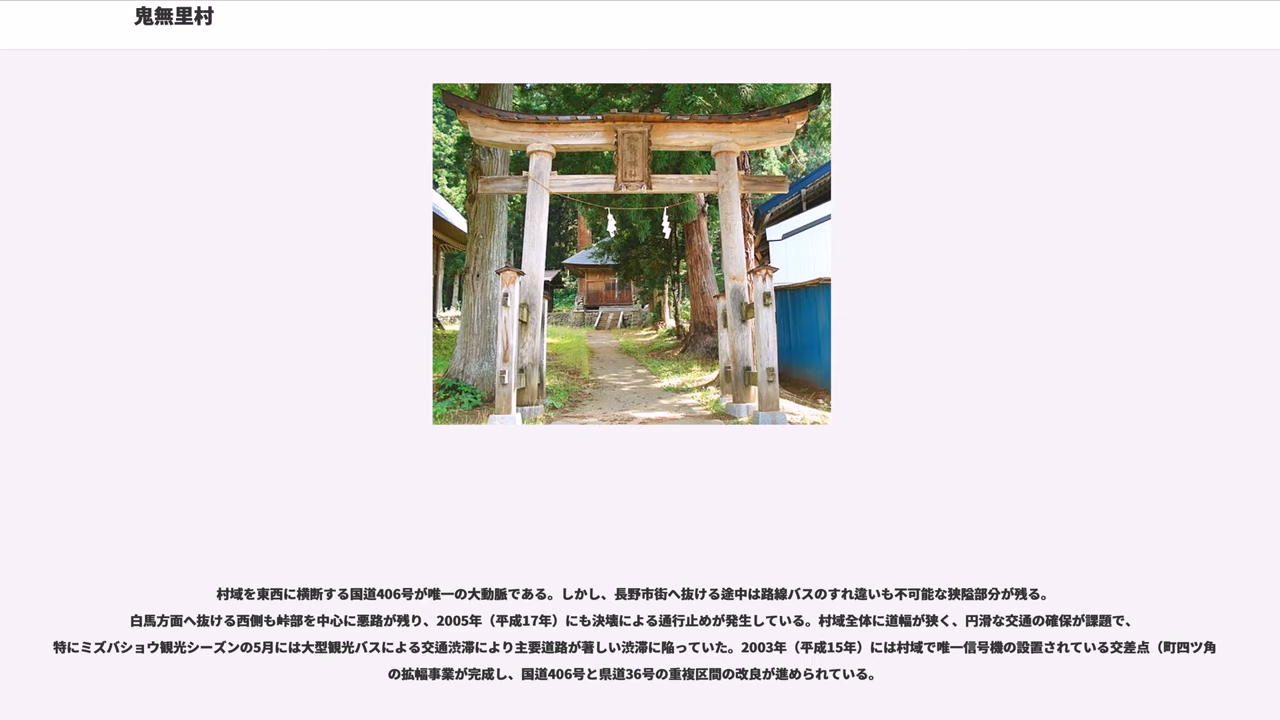 鬼無里村
村域を東西に横断する国道406号が唯一の大動脈である。しかし、長野市街へ抜ける途中は路線バスのすれ違いも不可能な狭隘部分が残る。
白馬方面へ抜ける西側も峠部を中心に悪路が残り、2005年（平成17年）にも決壊による通行止めが発生している。村域全体に道幅が狭く、円滑な交通の確保が課題で、
特にミズバショウ観光シーズンの5月には大型観光バスによる交通渋滞により主要道路が著しい渋滞に陥っていた。2003年（平成15年）には村域で唯一信号機の設置されている交差点（町四ツ角
の拡幅事業が完成し、国道406号と県道36号の重複区間の改良が進められている。